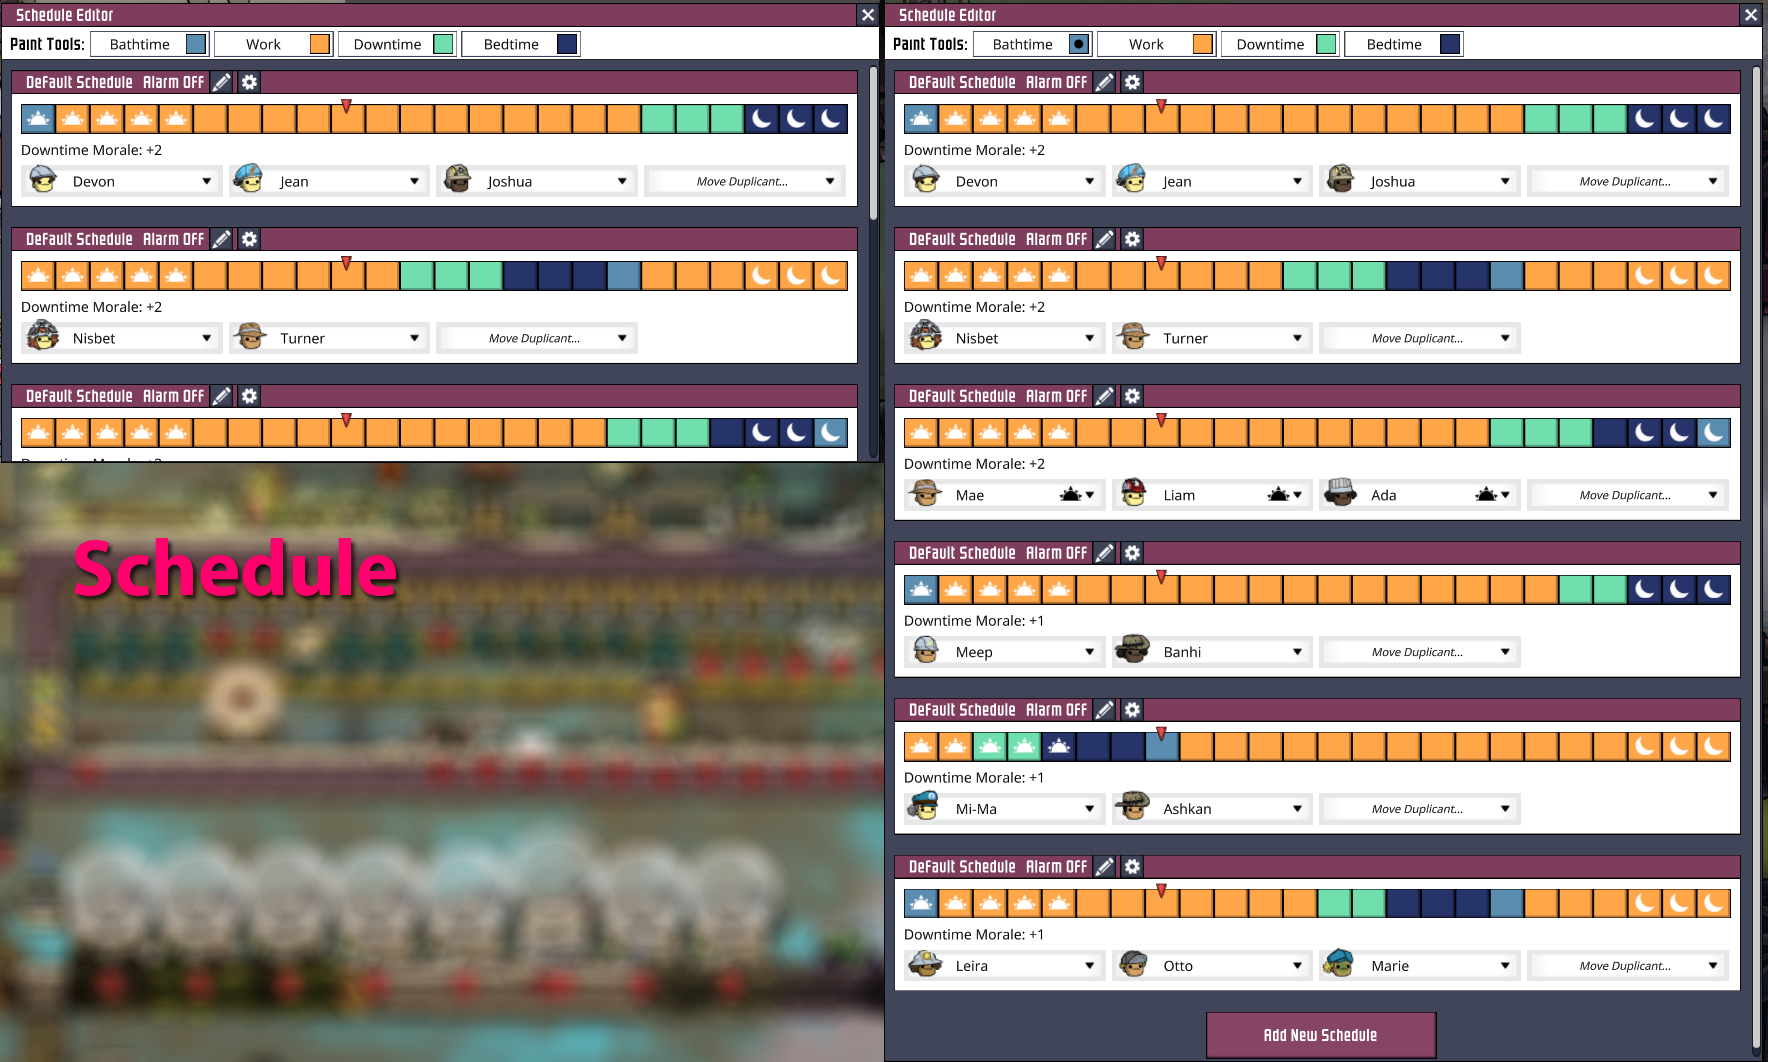 Schedule Editor
Paint Tools: Bathtime Work Downtime Bedtime
Default Schedule Alarm OFF
Downtime Morale: +2
Devon Jean Joshua Move Duplicant...
Default Schedule Alarm OFF
Downtime Morale: +2
Nisbet Turner Move Duplicant...
Default Schedule Alarm OFF
Downtime Morale: +2
Schedule
Schedule Editor
Paint Tools: Bathtime Work Downtime Bedtime
Default Schedule Alarm OFF
Downtime Morale: +2
Devon Jean Joshua Move Duplicant...
Default Schedule Alarm OFF
Downtime Morale: +2
Nisbet Turner Move Duplicant...
Default Schedule Alarm OFF
Downtime Morale: +2
Mae Liam Ada Move Duplicant...
Default Schedule Alarm OFF
Downtime Morale: +1
Meep Banhi Move Duplicant...
Default Schedule Alarm OFF
Downtime Morale: +1
Mi-Ma Ashkan Move Duplicant...
Default Schedule Alarm OFF
Downtime Morale: +1
Leira Otto Marie Move Duplicant...
Add New Schedule